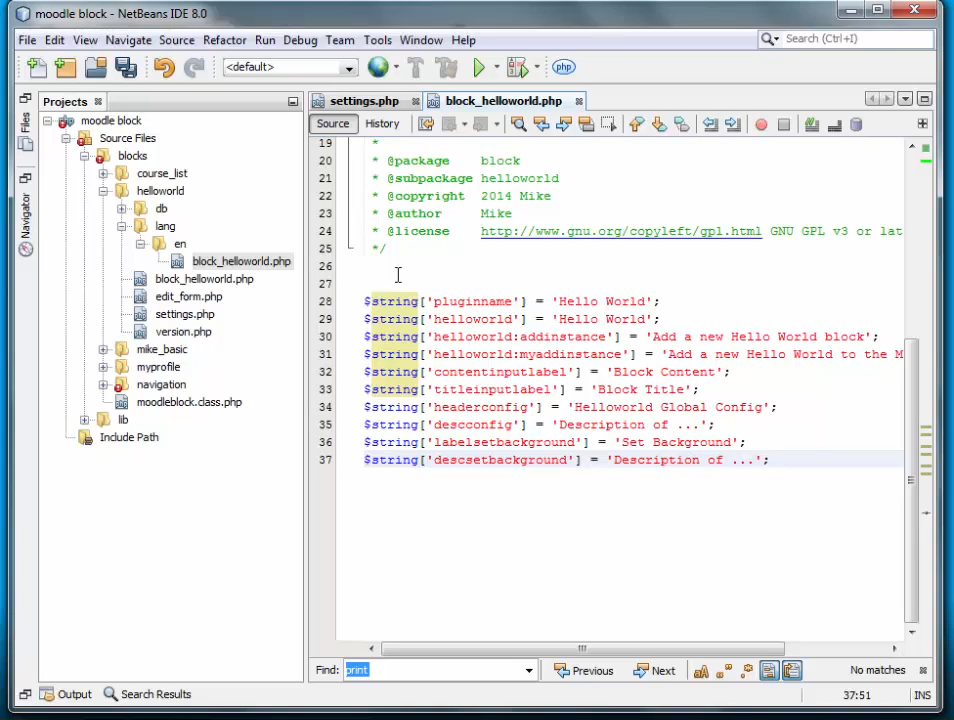 moodle block - NetBeans IDE 8.0
File Edit View Navigate Source Refactor Run Debug Team Tools Window Help
Search (Ctrl+I)
<default>
php
Projects
settings.php
block_helloworld.php
Files
Navigator
Source
History
moodle block
Source Files
blocks
course_list
helloworld
db
lang
en
block_helloworld.php
block_helloworld.php
edit_form.php
settings.php
version.php
mike_basic
myprofile
navigation
moodleblock.class.php
lib
Include Path
19 *
20 * @package block
21 * @subpackage helloworld
22 * @copyright 2014 Mike
23 * @author Mike
24 * @license http://www.gnu.org/copyleft/gpl.html GNU GPL v3 or lat
25 */
26
27
28 $string['pluginname'] = 'Hello World';
29 $string['helloworld'] = 'Hello World';
30 $string['helloworld:addinstance'] = 'Add a new Hello World block';
31 $string['helloworld:myaddinstance'] = 'Add a new Hello World to the M
32 $string['contentinputlabel'] = 'Block Content';
33 $string['titleinputlabel'] = 'Block Title';
34 $string['headerconfig'] = 'Helloworld Global Config';
35 $string['descconfig'] = 'Description of ...';
36 $string['labelsetbackground'] = 'Set Background';
37 $string['descsetbackground'] = 'Description of ...';
Find: print
Previous
Next
No matches
Output
Search Results
37:51
INS